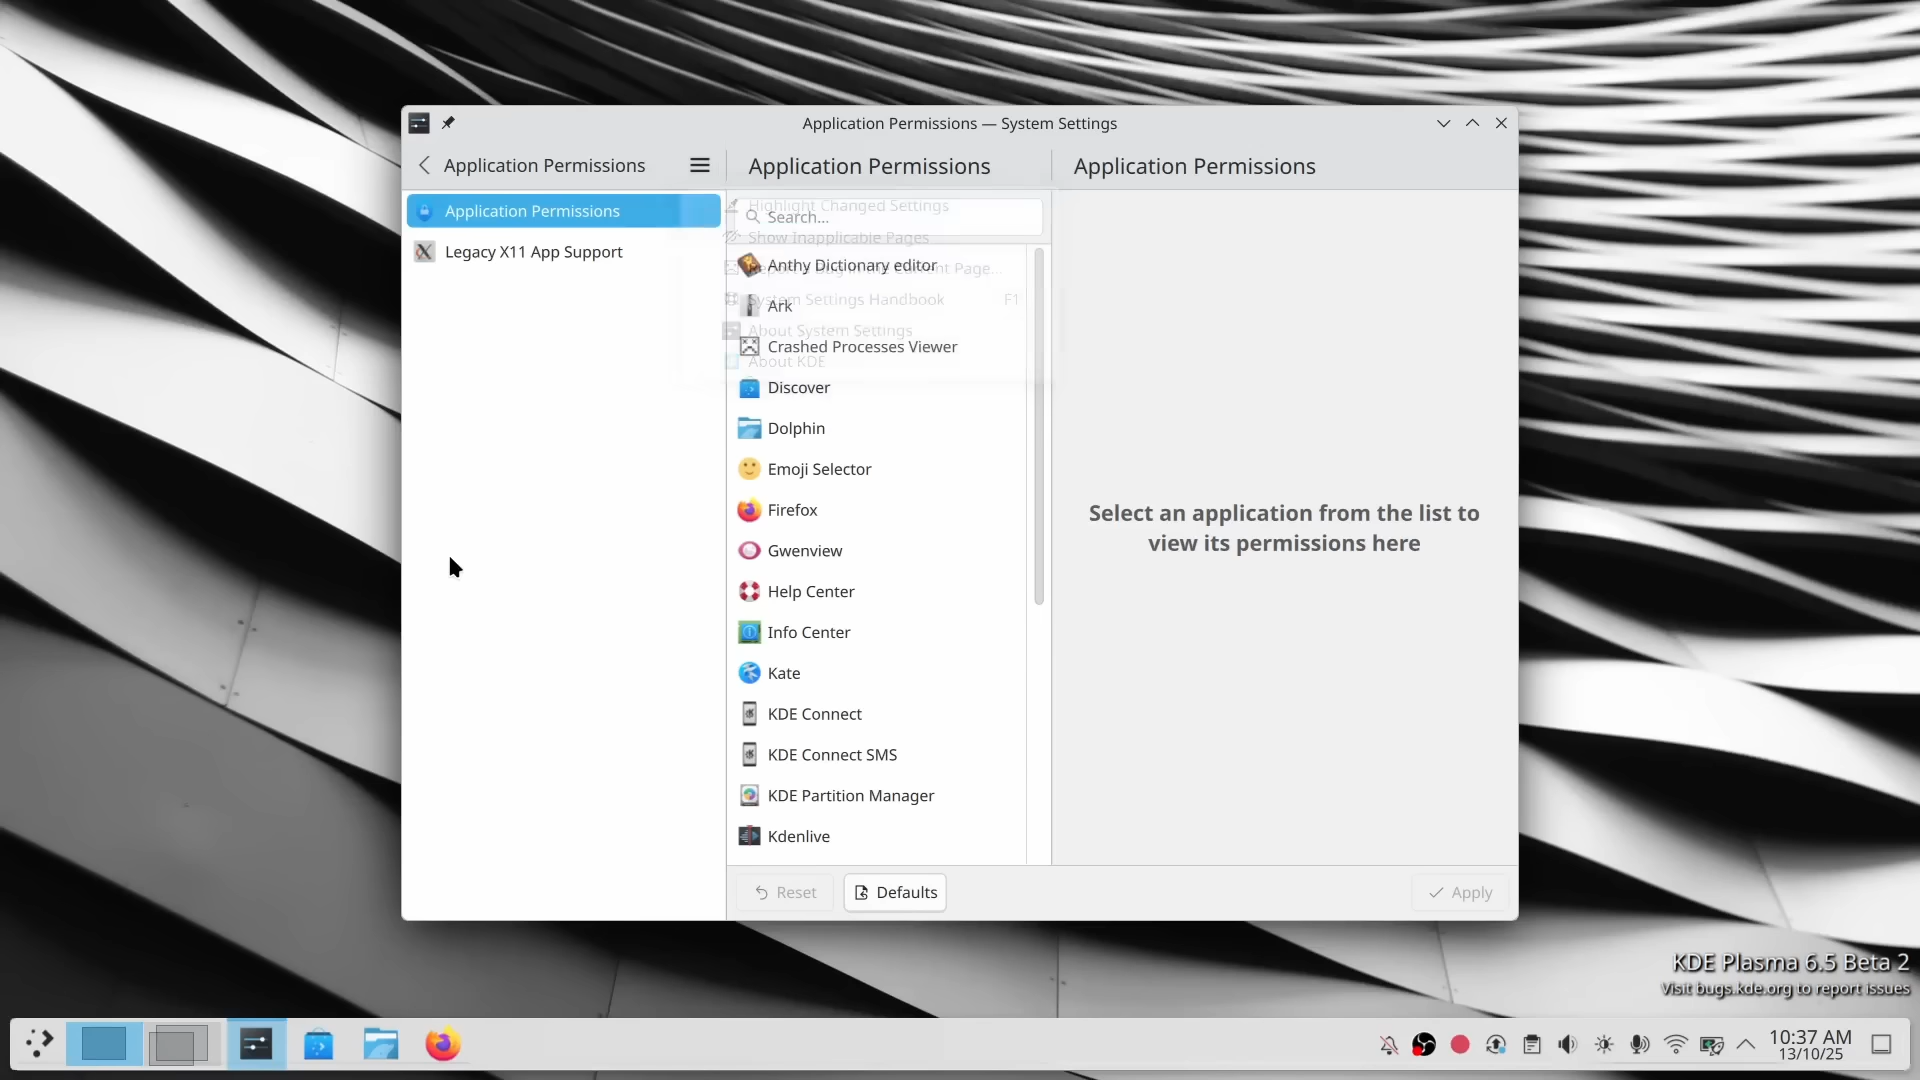 Application Permissions — System Settings
Application Permissions
Application Permissions
Application Permissions
Application Permissions
Legacy X11 App Support
Highlight Changed Settings
Search...
Show Inapplicable Pages
Anthy Dictionary editor
Current Page...
System Settings Handbook F1
Ark
About System Settings
Crashed Processes Viewer
About KDE
Discover
Dolphin
Emoji Selector
Firefox
Gwenview
Help Center
Info Center
Kate
KDE Connect
KDE Connect SMS
KDE Partition Manager
Kdenlive
Select an application from the list to
view its permissions here
Reset
Defaults
Apply
KDE Plasma 6.5 Beta 2
Visit bugs.kde.org to report issues
10:37 AM
13/10/25